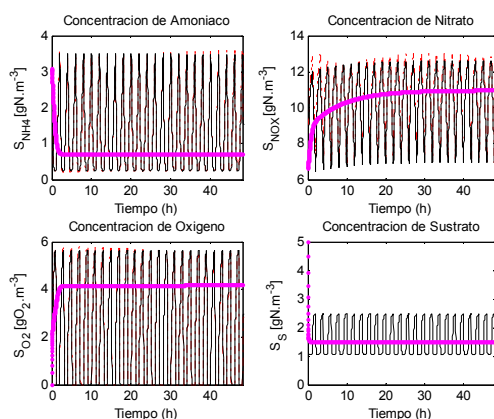 Concentracion de Amoniaco
4
3
2
1
0
0 10 20 30 40
S_NH4 [gN.m⁻³]
Tiempo (h)
Concentracion de Nitrato
14
12
10
8
6
0 10 20 30 40
S_NOX [gN.m⁻³]
Tiempo (h)
Concentracion de Oxigeno
6
4
2
0
0 10 20 30 40
S_O2 [gO₂.m⁻³]
Tiempo (h)
Concentracion de Sustrato
5
4
3
2
1
0
0 10 20 30 40
S_S [gN.m⁻³]
Tiempo (h)